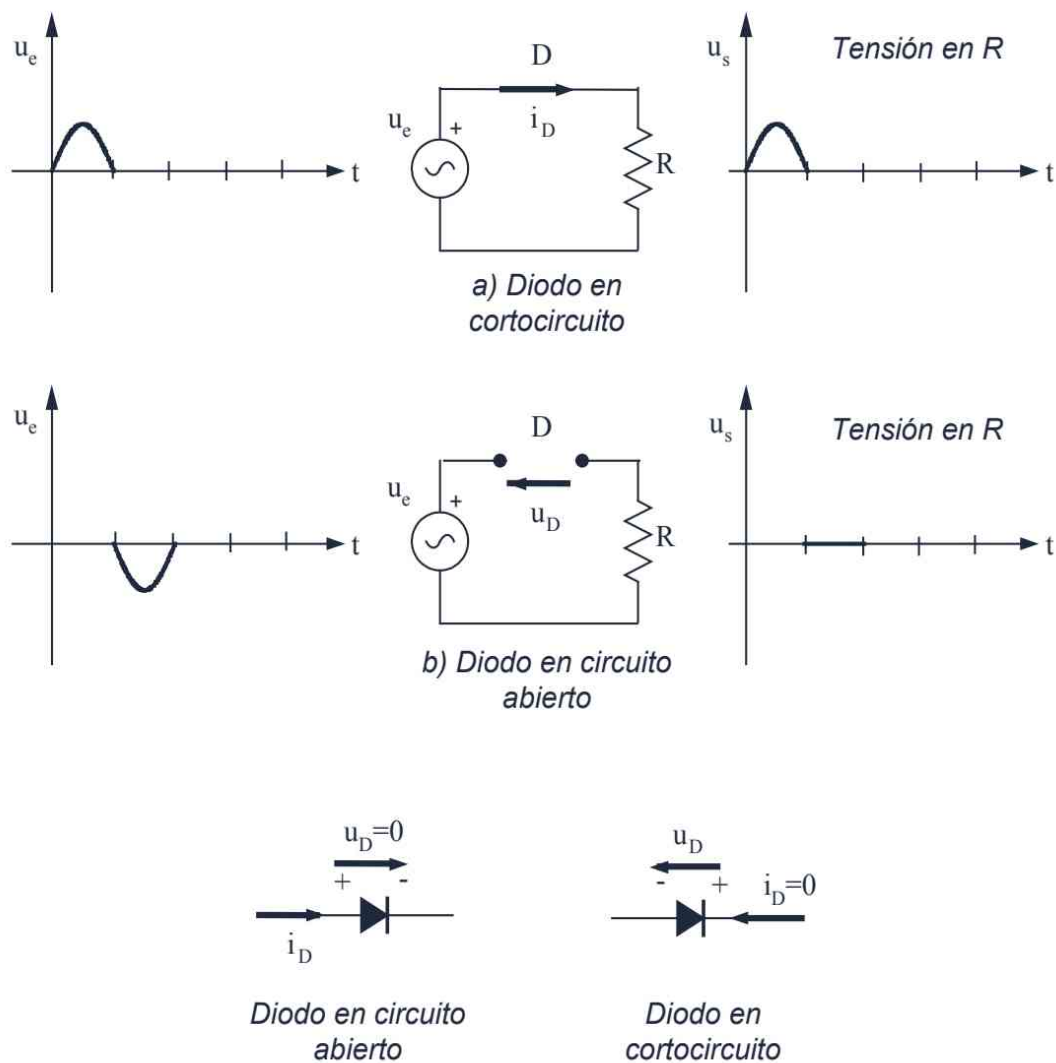 u_e
t
D
i_D
u_e
+
R
a) Diodo en
cortocircuito
u_s
Tensión en R
t
u_e
t
D
u_D
u_e
+
R
b) Diodo en circuito
abierto
u_s
Tensión en R
t
u_D=0
+ -
i_D
Diodo en circuito
abierto
u_D
- +
i_D=0
Diodo en
cortocircuito